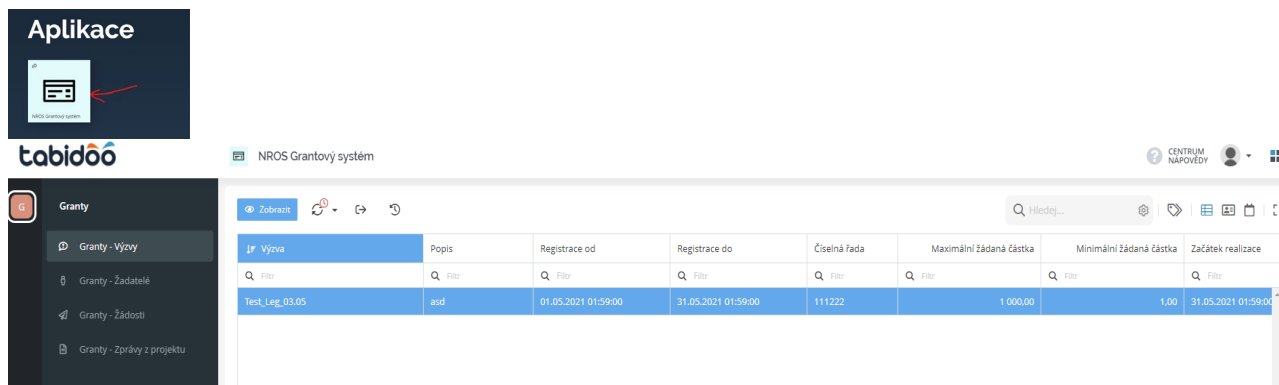 Aplikace
NROS Grantový systém
tabidoo
NROS Grantový systém
CENTRUM NÁPOVĚDY
G
Granty
Zobrazit
Hledej...
Granty - Výzvy
Granty - Žadatelé
Granty - Žádosti
Granty - Zprávy z projektu
Výzva Popis Registrace od Registrace do Číselná řada Maximální žádaná částka Minimální žádaná částka Začátek realizace
Filtr Filtr Filtr Filtr Filtr Filtr Filtr Filtr
Test_Leg_03.05 asd 01.05.2021 01:59:00 31.05.2021 01:59:00 111222 1 000,00 1,00 31.05.2021 01:59:00